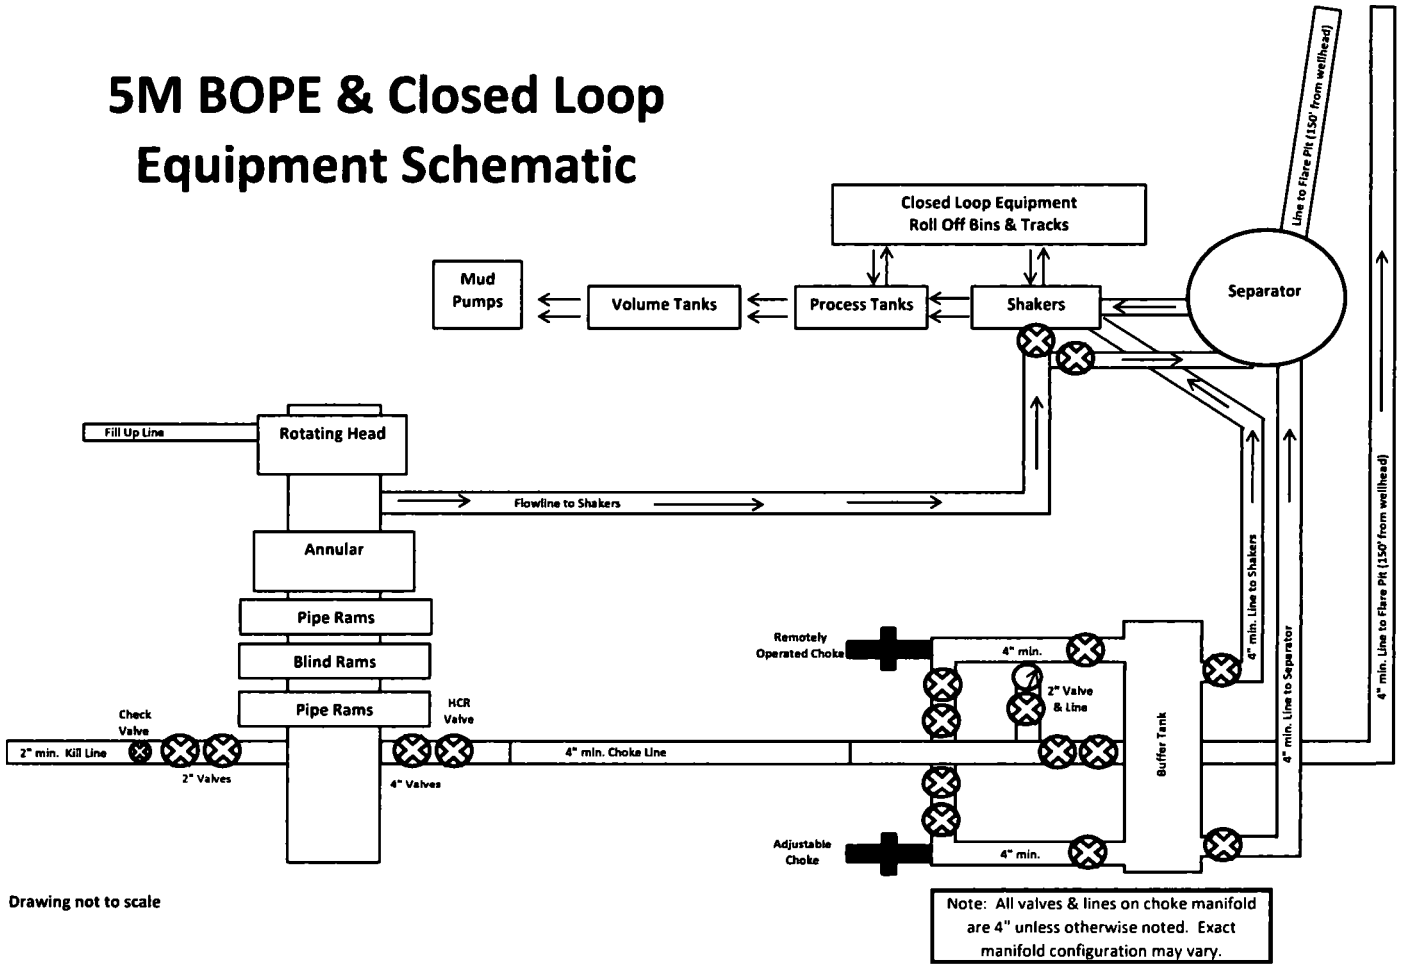 5M BOPE & Closed Loop
Equipment Schematic
Line to Flare Pit (150' from wellhead)
Closed Loop Equipment
Roll Off Bins & Tracks
Mud
Pumps
Volume Tanks
Process Tanks
Shakers
Separator
Fill Up Line
Rotating Head
Flowline to Shakers
Annular
Pipe Rams
Blind Rams
Pipe Rams
Check
Valve
HCR
Valve
2" min. Kill Line
2" Valves
4" Valves
4" min. Choke Line
Remotely
Operated Choke
4" min.
2" Valve
& Line
Buffer Tank
4" min. Line to Shakers
4" min. Line to Separator
4" min. Line to Flare Pit (150' from wellhead)
Adjustable
Choke
4" min.
Drawing not to scale
Note: All valves & lines on choke manifold
are 4" unless otherwise noted. Exact
manifold configuration may vary.